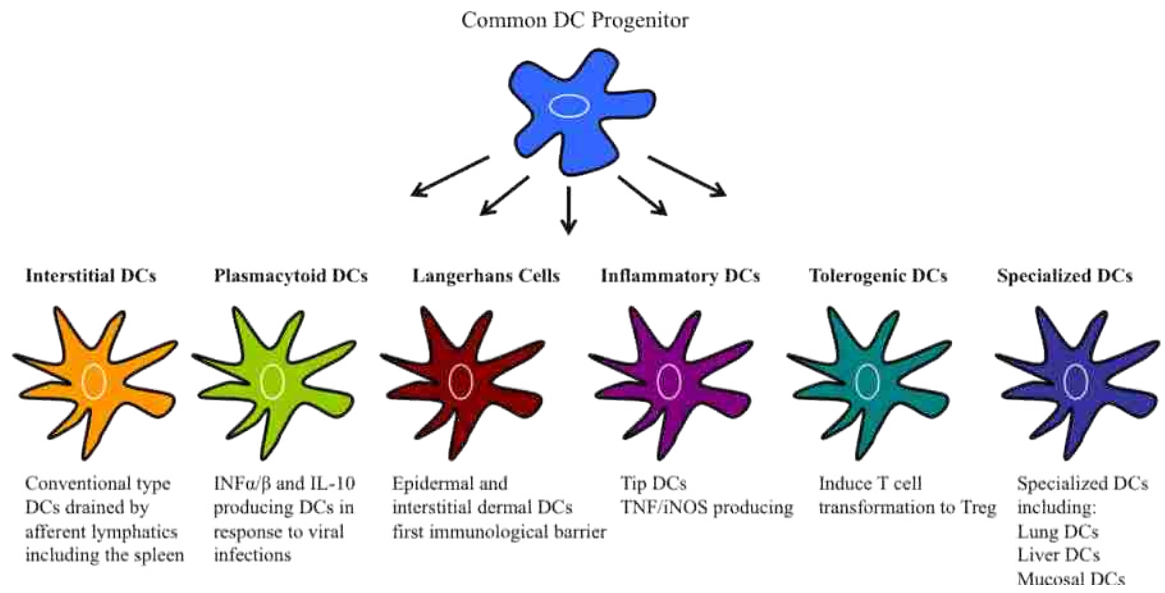 Common DC Progenitor
Interstitial DCs
Plasmacytoid DCs
Langerhans Cells
Inflammatory DCs
Tolerogenic DCs
Specialized DCs
Conventional type
DCs drained by
afferent lymphatics
including the spleen
INFα/β and IL-10
producing DCs in
response to viral
infections
Epidermal and
interstitial dermal DCs
first immunological barrier
Tip DCs
TNF/iNOS producing
Induce T cell
transformation to Treg
Specialized DCs
including:
Lung DCs
Liver DCs
Mucosal DCs